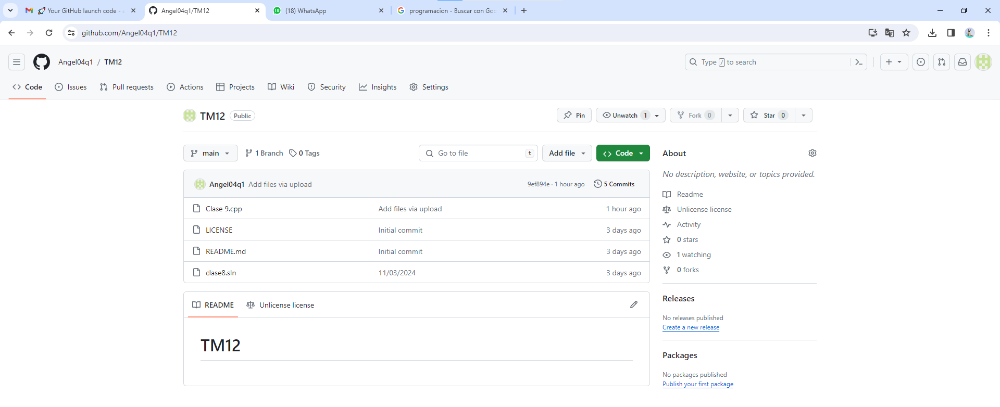 Your GitHub launch code - a
Angel04q1/TM12
(18) WhatsApp
programacion - Buscar con Goo
github.com/Angel04q1/TM12
Angel04q1 / TM12
Type / to search
Code
Issues
Pull requests
Actions
Projects
Wiki
Security
Insights
Settings
TM12 Public
Pin
Unwatch 1
Fork 0
Star 0
main
1 Branch
0 Tags
Go to file t
Add file
Code
Angel04q1 Add files via upload 9ef894e · 1 hour ago 5 Commits
Clase 9.cpp Add files via upload 1 hour ago
LICENSE Initial commit 3 days ago
README.md Initial commit 3 days ago
clase8.sln 11/03/2024 3 days ago
README
Unlicense license
TM12
About
No description, website, or topics provided.
Readme
Unlicense license
Activity
0 stars
1 watching
0 forks
Releases
No releases published
Create a new release
Packages
No packages published
Publish your first package